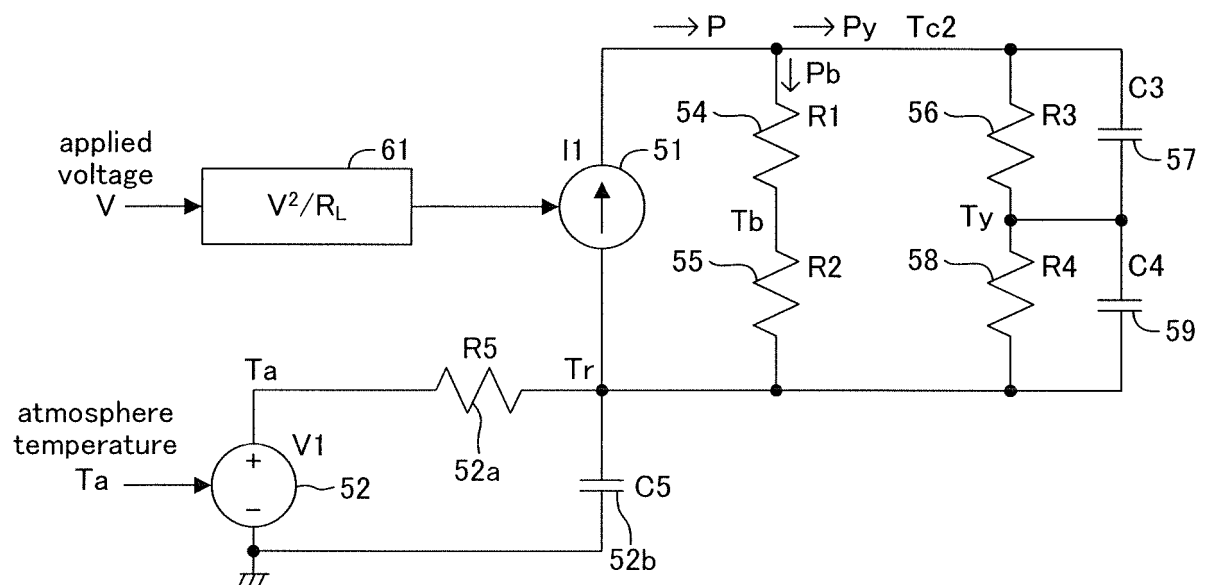 P
Py
Tc2
Pb
54
R1
56
R3
C3
57
applied
voltage
V
61
V²/RL
I1
51
Tb
Ty
55
R2
58
R4
C4
59
R5
Ta
Tr
atmosphere
temperature
Ta
V1
+
−
52
52a
C5
52b